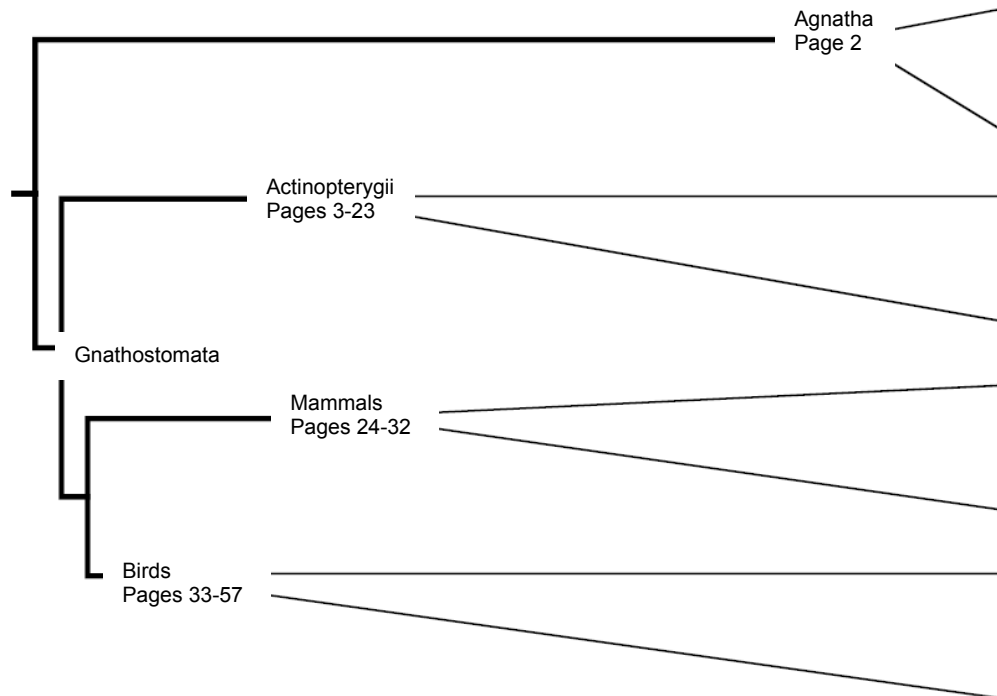 Agnatha
Page 2
Actinopterygii
Pages 3-23
Gnathostomata
Mammals
Pages 24-32
Birds
Pages 33-57